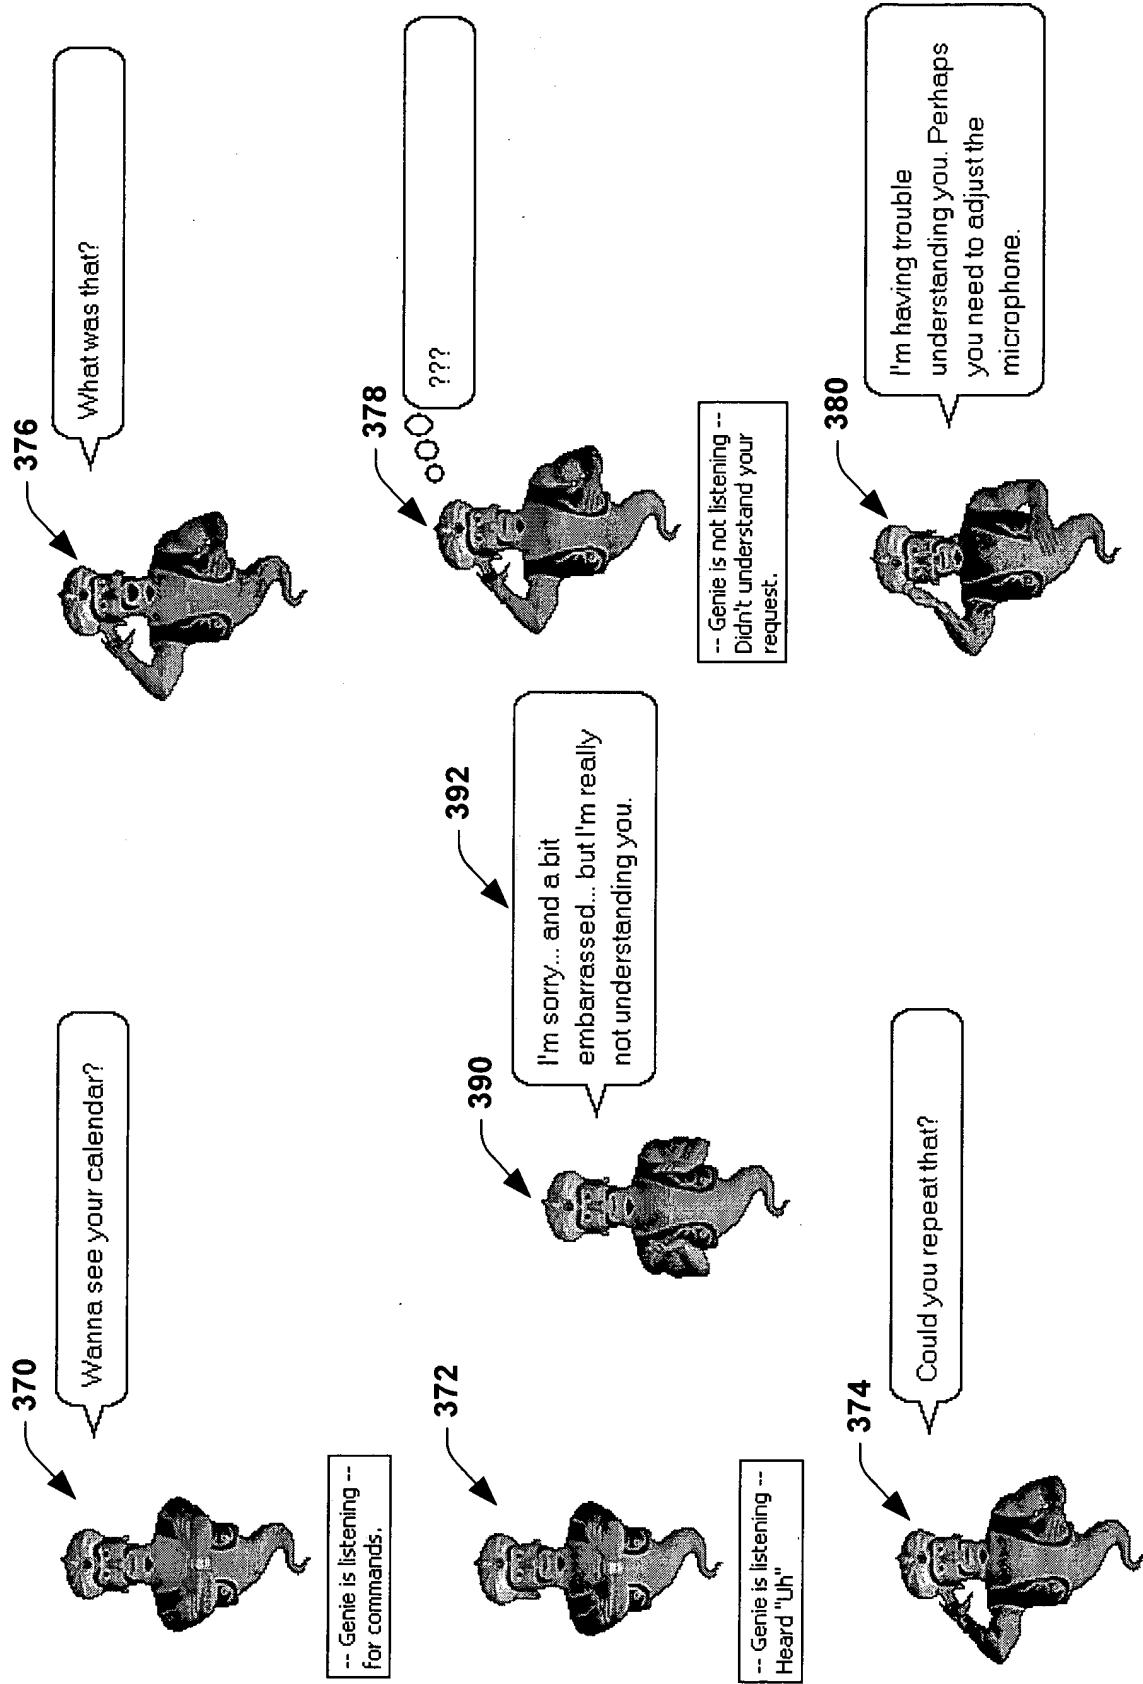 370
Wanna see your calendar?
-- Genie is listening --
for commands.
372
-- Genie is listening --
Heard "Uh"
374
Could you repeat that?
390
392
I'm sorry... and a bit
embarrassed... but I'm really
not understanding you.
376
What was that?
378
???
-- Genie is not listening --
Didn't understand your
request.
380
I'm having trouble
understanding you. Perhaps
you need to adjust the
microphone.